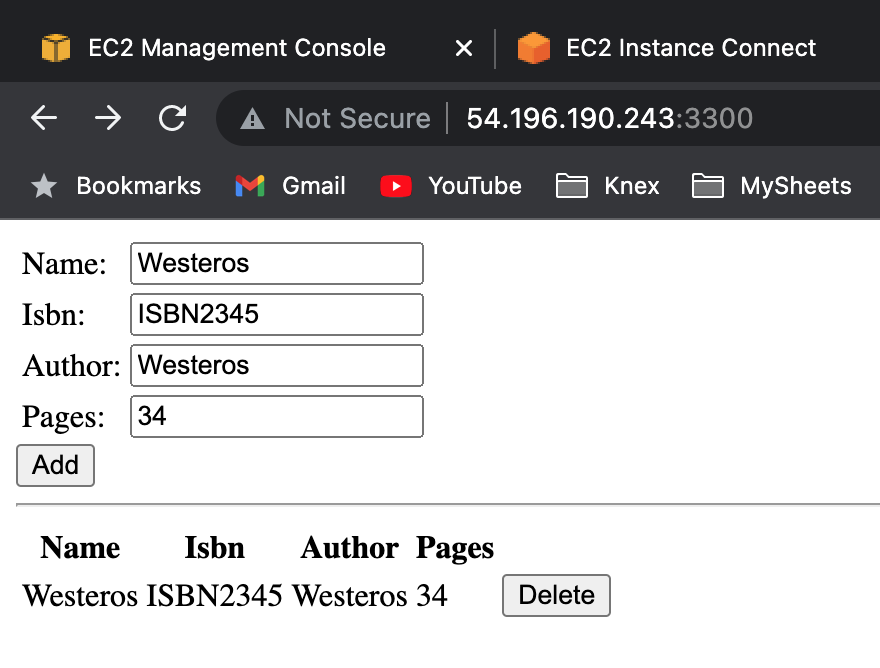 EC2 Management Console EC2 Instance Connect
Not Secure 54.196.190.243:3300
Bookmarks Gmail YouTube Knex MySheets
Name: Westeros
Isbn: ISBN2345
Author: Westeros
Pages: 34
Add
Name Isbn Author Pages
Westeros ISBN2345 Westeros 34 Delete